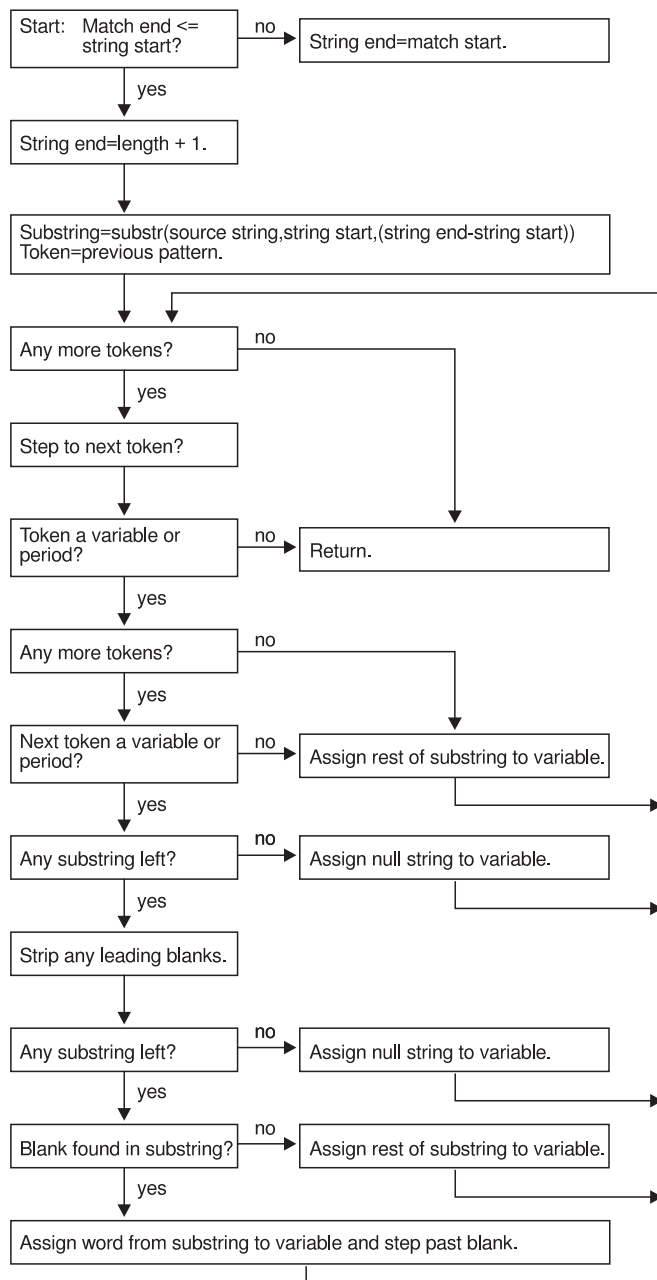 Start: Match end <=
string start?
no
String end=match start.
yes
String end=length + 1.
Substring=substr(source string,string start,(string end-string start))
Token=previous pattern.
Any more tokens?
no
yes
Step to next token?
Token a variable or
period?
no
Return.
yes
Any more tokens?
no
yes
Next token a variable or
period?
no
Assign rest of substring to variable.
yes
Any substring left?
no
Assign null string to variable.
yes
Strip any leading blanks.
Any substring left?
no
Assign null string to variable.
yes
Blank found in substring?
no
Assign rest of substring to variable.
yes
Assign word from substring to variable and step past blank.